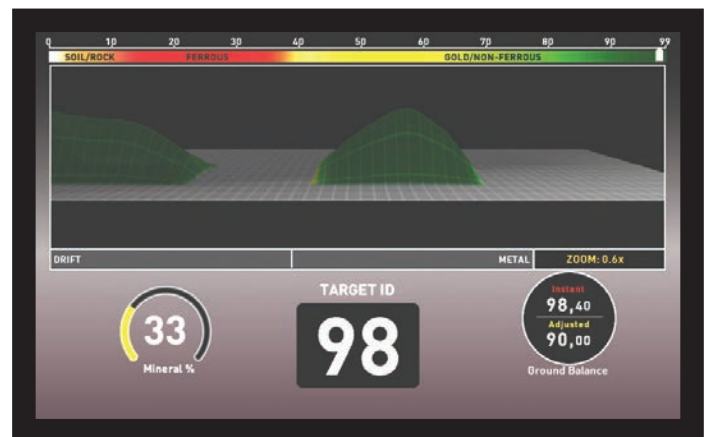 0 10 20 30 40 50 60 70 80 90 99
SOIL/ROCK FERROUS GOLD/NON-FERROUS
DRIFT METAL ZOOM: 0.6x
TARGET ID
33
Mineral %
98
Instant
98,40
Adjusted
90,00
Ground Balance